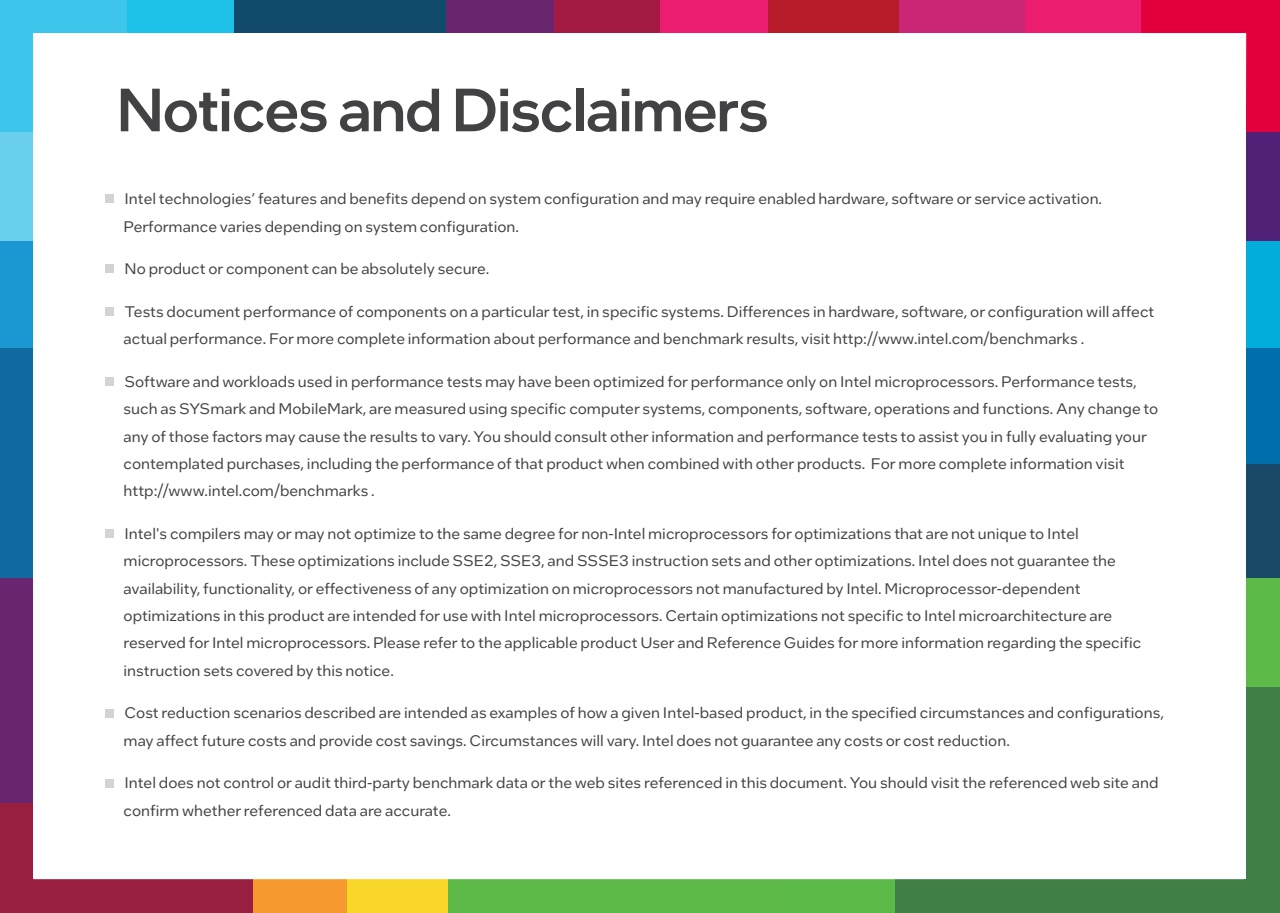 Notices and Disclaimers
Intel technologies’ features and benefits depend on system configuration and may require enabled hardware, software or service activation.
Performance varies depending on system configuration.
No product or component can be absolutely secure.
Tests document performance of components on a particular test, in specific systems. Differences in hardware, software, or configuration will affect
actual performance. For more complete information about performance and benchmark results, visit http://www.intel.com/benchmarks .
Software and workloads used in performance tests may have been optimized for performance only on Intel microprocessors. Performance tests,
such as SYSmark and MobileMark, are measured using specific computer systems, components, software, operations and functions. Any change to
any of those factors may cause the results to vary. You should consult other information and performance tests to assist you in fully evaluating your
contemplated purchases, including the performance of that product when combined with other products. For more complete information visit
http://www.intel.com/benchmarks .
Intel's compilers may or may not optimize to the same degree for non-Intel microprocessors for optimizations that are not unique to Intel
microprocessors. These optimizations include SSE2, SSE3, and SSSE3 instruction sets and other optimizations. Intel does not guarantee the
availability, functionality, or effectiveness of any optimization on microprocessors not manufactured by Intel. Microprocessor-dependent
optimizations in this product are intended for use with Intel microprocessors. Certain optimizations not specific to Intel microarchitecture are
reserved for Intel microprocessors. Please refer to the applicable product User and Reference Guides for more information regarding the specific
instruction sets covered by this notice.
Cost reduction scenarios described are intended as examples of how a given Intel-based product, in the specified circumstances and configurations,
may affect future costs and provide cost savings. Circumstances will vary. Intel does not guarantee any costs or cost reduction.
Intel does not control or audit third-party benchmark data or the web sites referenced in this document. You should visit the referenced web site and
confirm whether referenced data are accurate.